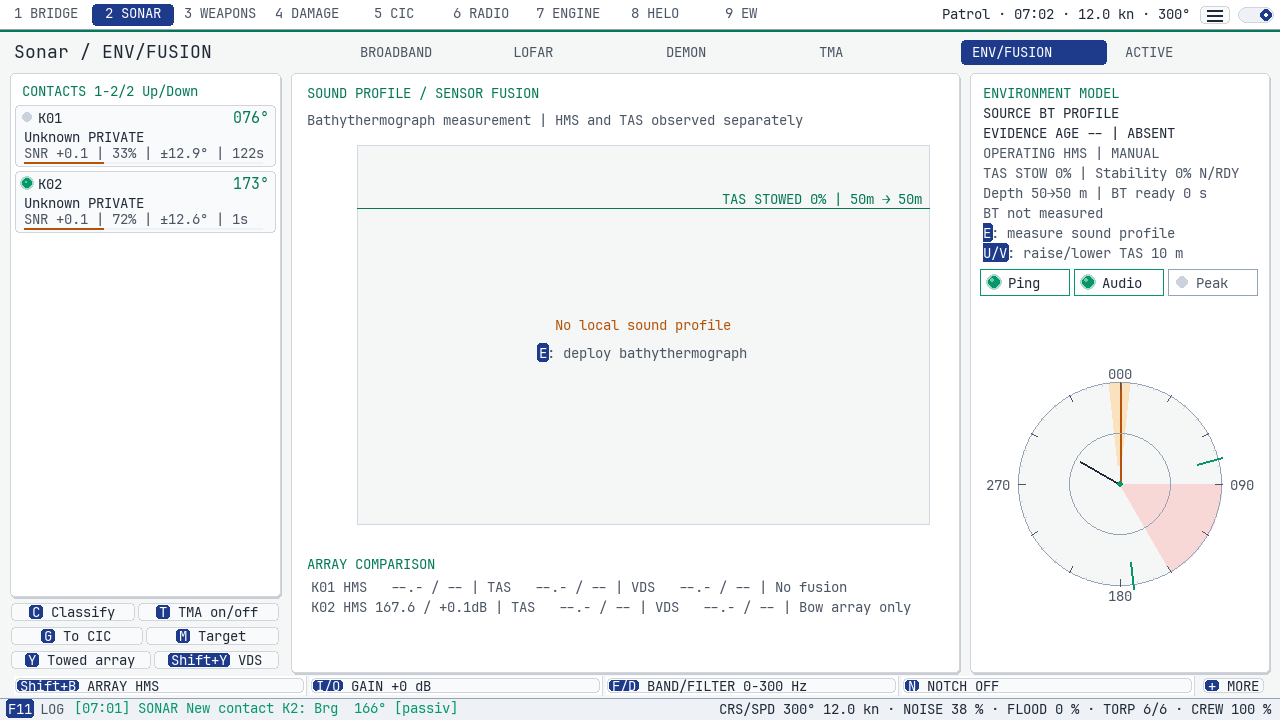 1 BRIDGE 2 SONAR 3 WEAPONS 4 DAMAGE 5 CIC 6 RADIO 7 ENGINE 8 HELO 9 EW Patrol · 07:02 · 12.0 kn · 300°
Sonar / ENV/FUSION BROADBAND LOFAR DEMON TMA ENV/FUSION ACTIVE
CONTACTS 1-2/2 Up/Down
K01 076°
Unknown PRIVATE
SNR +0.1 | 33% | ±12.9° | 122s
K02 173°
Unknown PRIVATE
SNR +0.1 | 72% | ±12.6° | 1s
C Classify T TMA on/off
G To CIC M Target
Y Towed array Shift+Y VDS
SOUND PROFILE / SENSOR FUSION
Bathythermograph measurement | HMS and TAS observed separately
TAS STOWED 0% | 50m → 50m
No local sound profile
E: deploy bathythermograph
ARRAY COMPARISON
K01 HMS --.- / -- | TAS --.- / -- | VDS --.- / -- | No fusion
K02 HMS 167.6 / +0.1dB | TAS --.- / -- | VDS --.- / -- | Bow array only
ENVIRONMENT MODEL
SOURCE BT PROFILE
EVIDENCE AGE -- | ABSENT
OPERATING HMS | MANUAL
TAS STOW 0% | Stability 0% N/RDY
Depth 50→50 m | BT ready 0 s
BT not measured
E: measure sound profile
U/V: raise/lower TAS 10 m
Ping Audio Peak
000
270 090
180
Shift+B ARRAY HMS I/O GAIN +0 dB F/D BAND/FILTER 0-300 Hz N NOTCH OFF + MORE
F11 LOG [07:01] SONAR New contact K2: Brg 166° [passiv] CRS/SPD 300° 12.0 kn · NOISE 38 % · FLOOD 0 % · TORP 6/6 · CREW 100 %